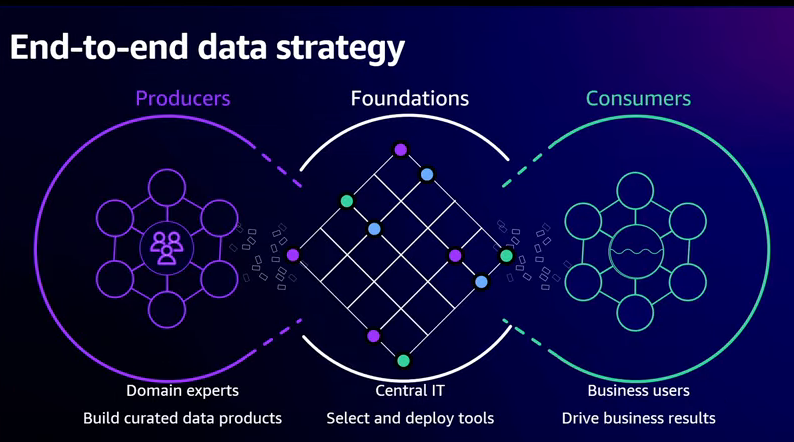 End-to-end data strategy
Producers
Foundations
Consumers
Domain experts
Build curated data products
Central IT
Select and deploy tools
Business users
Drive business results